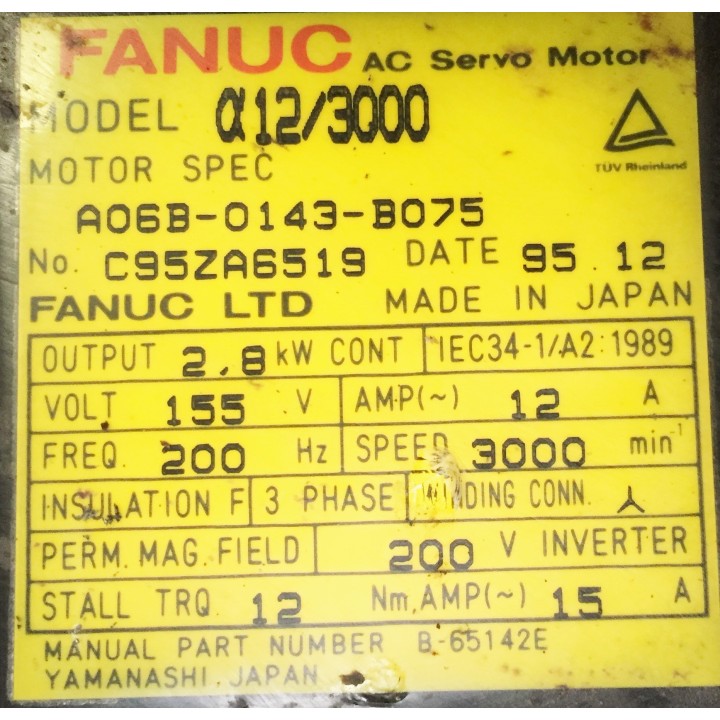 FANUC AC Servo Motor
MODEL α12/3000
TÜV Rheinland
MOTOR SPEC
A06B-0143-B075
No. C95ZA6519 DATE 95.12
FANUC LTD MADE IN JAPAN
OUTPUT 2.8 kW CONT IEC34-1/A2:1989
VOLT 155 V AMP(~) 12 A
FREQ. 200 Hz SPEED 3000 min⁻¹
INSULATION F 3 PHASE WINDING CONN.
PERM. MAG. FIELD 200 V INVERTER
STALL TRQ 12 Nm, AMP(~) 15 A
MANUAL PART NUMBER B-65142E
YAMANASHI, JAPAN